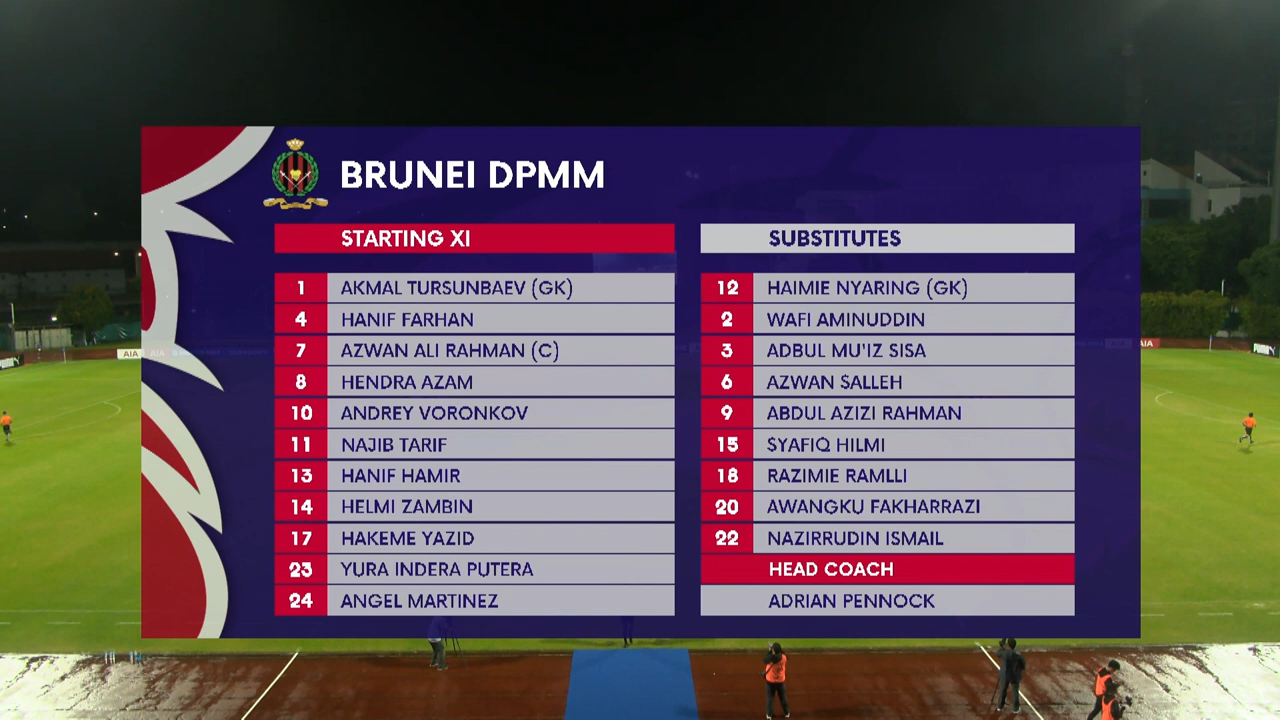 BRUNEI DPMM
STARTING XI
1 AKMAL TURSUNBAEV (GK)
4 HANIF FARHAN
7 AZWAN ALI RAHMAN (C)
8 HENDRA AZAM
10 ANDREY VORONKOV
11 NAJIB TARIF
13 HANIF HAMIR
14 HELMI ZAMBIN
17 HAKEME YAZID
23 YURA INDERA PUTERA
24 ANGEL MARTINEZ
SUBSTITUTES
12 HAIMIE NYARING (GK)
2 WAFI AMINUDDIN
3 ADBUL MU'IZ SISA
6 AZWAN SALLEH
9 ABDUL AZIZI RAHMAN
15 SYAFIQ HILMI
18 RAZIMIE RAMLLI
20 AWANGKU FAKHARRAZI
22 NAZIRRUDIN ISMAIL
HEAD COACH
ADRIAN PENNOCK
AIA
AIA
AIA